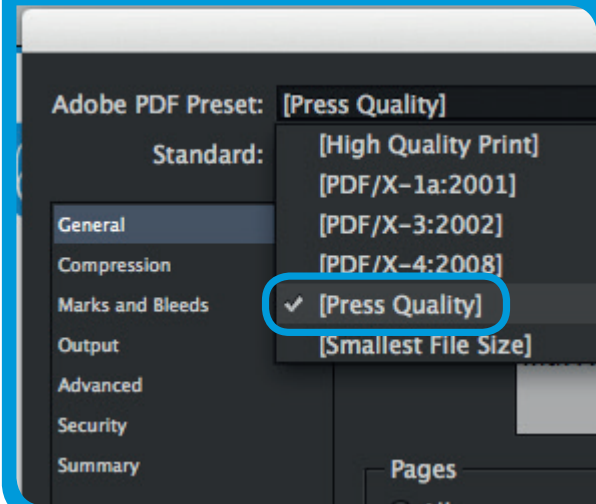 Adobe PDF Preset: [Press Quality]
[High Quality Print]
Standard:
[PDF/X-1a:2001]
[PDF/X-3:2002]
General
[PDF/X-4:2008]
Compression
✓ [Press Quality]
Marks and Bleeds
[Smallest File Size]
Output
Advanced
Security
Summary
Pages